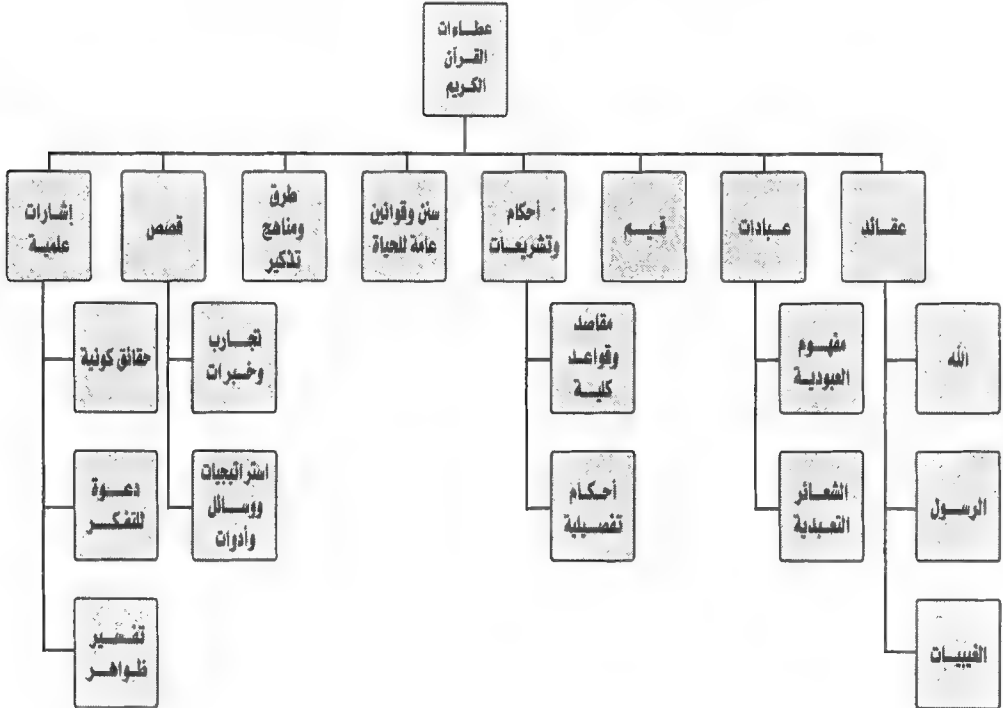 عطاءات
القرآن
الكريم
عقائد
عبادات
قيم
أحكام
وتشريعات
سنن وقوانين
عامة للحياة
طرق
ومناهج
تذكير
قصص
إشارات
علمية
الله
الرسول
الغيبيات
مفهوم
العبودية
الشعائر
التعبدية
مقاصد
وقواعد
كلية
أحكام
تفصيلية
تجارب
وخبرات
استراتيجيات
ووسائل
وأدوات
حقائق كونية
دعوة
للتفكر
تفسير
ظواهر